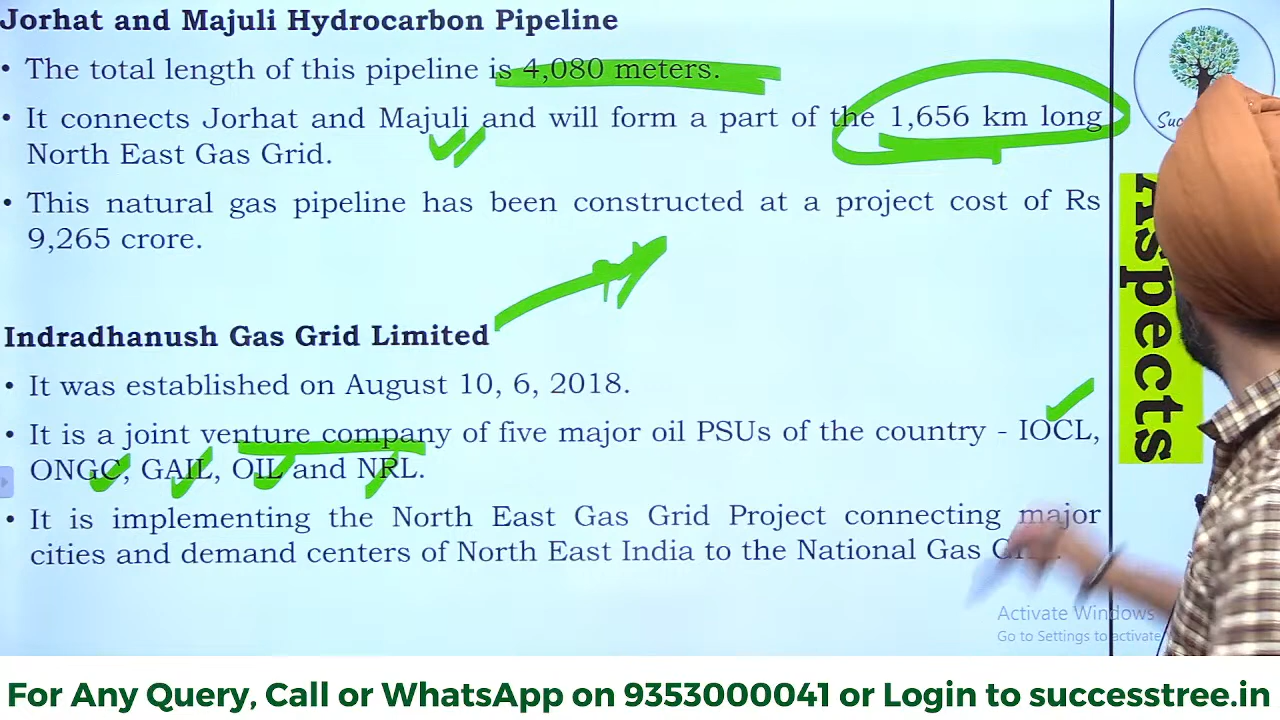 Jorhat and Majuli Hydrocarbon Pipeline
• The total length of this pipeline is 4,080 meters.
• It connects Jorhat and Majuli and will form a part of the 1,656 km long
North East Gas Grid.
• This natural gas pipeline has been constructed at a project cost of Rs
9,265 crore.
Indradhanush Gas Grid Limited
• It was established on August 10, 6, 2018.
• It is a joint venture company of five major oil PSUs of the country - IOCL,
ONGC, GAIL, OIL and NRL.
• It is implementing the North East Gas Grid Project connecting major
cities and demand centers of North East India to the National Gas
Aspects
Activate Windows
Go to Settings to activate
For Any Query, Call or WhatsApp on 9353000041 or Login to successtree.in